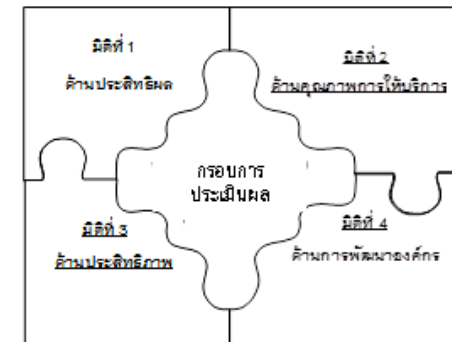 มิติที่ 1
ด้านประสิทธิผล
มิติที่ 2
ด้านคุณภาพการให้บริการ
กรอบการ
ประเมินผล
มิติที่ 3
ด้านประสิทธิภาพ
มิติที่ 4
ด้านการพัฒนาองค์กร